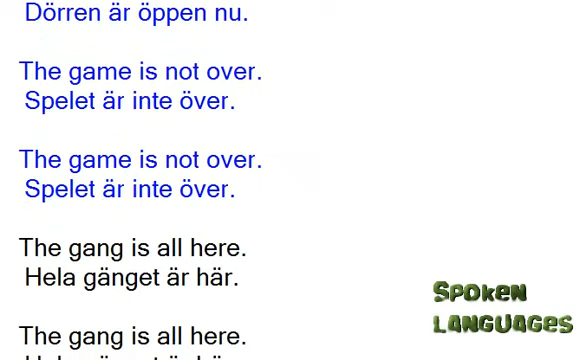 Dörren är öppen nu.
The game is not over.
Spelet är inte över.
The game is not over.
Spelet är inte över.
The gang is all here.
Hela gänget är här.
The gang is all here.
SPOKEN
LANGUAGES